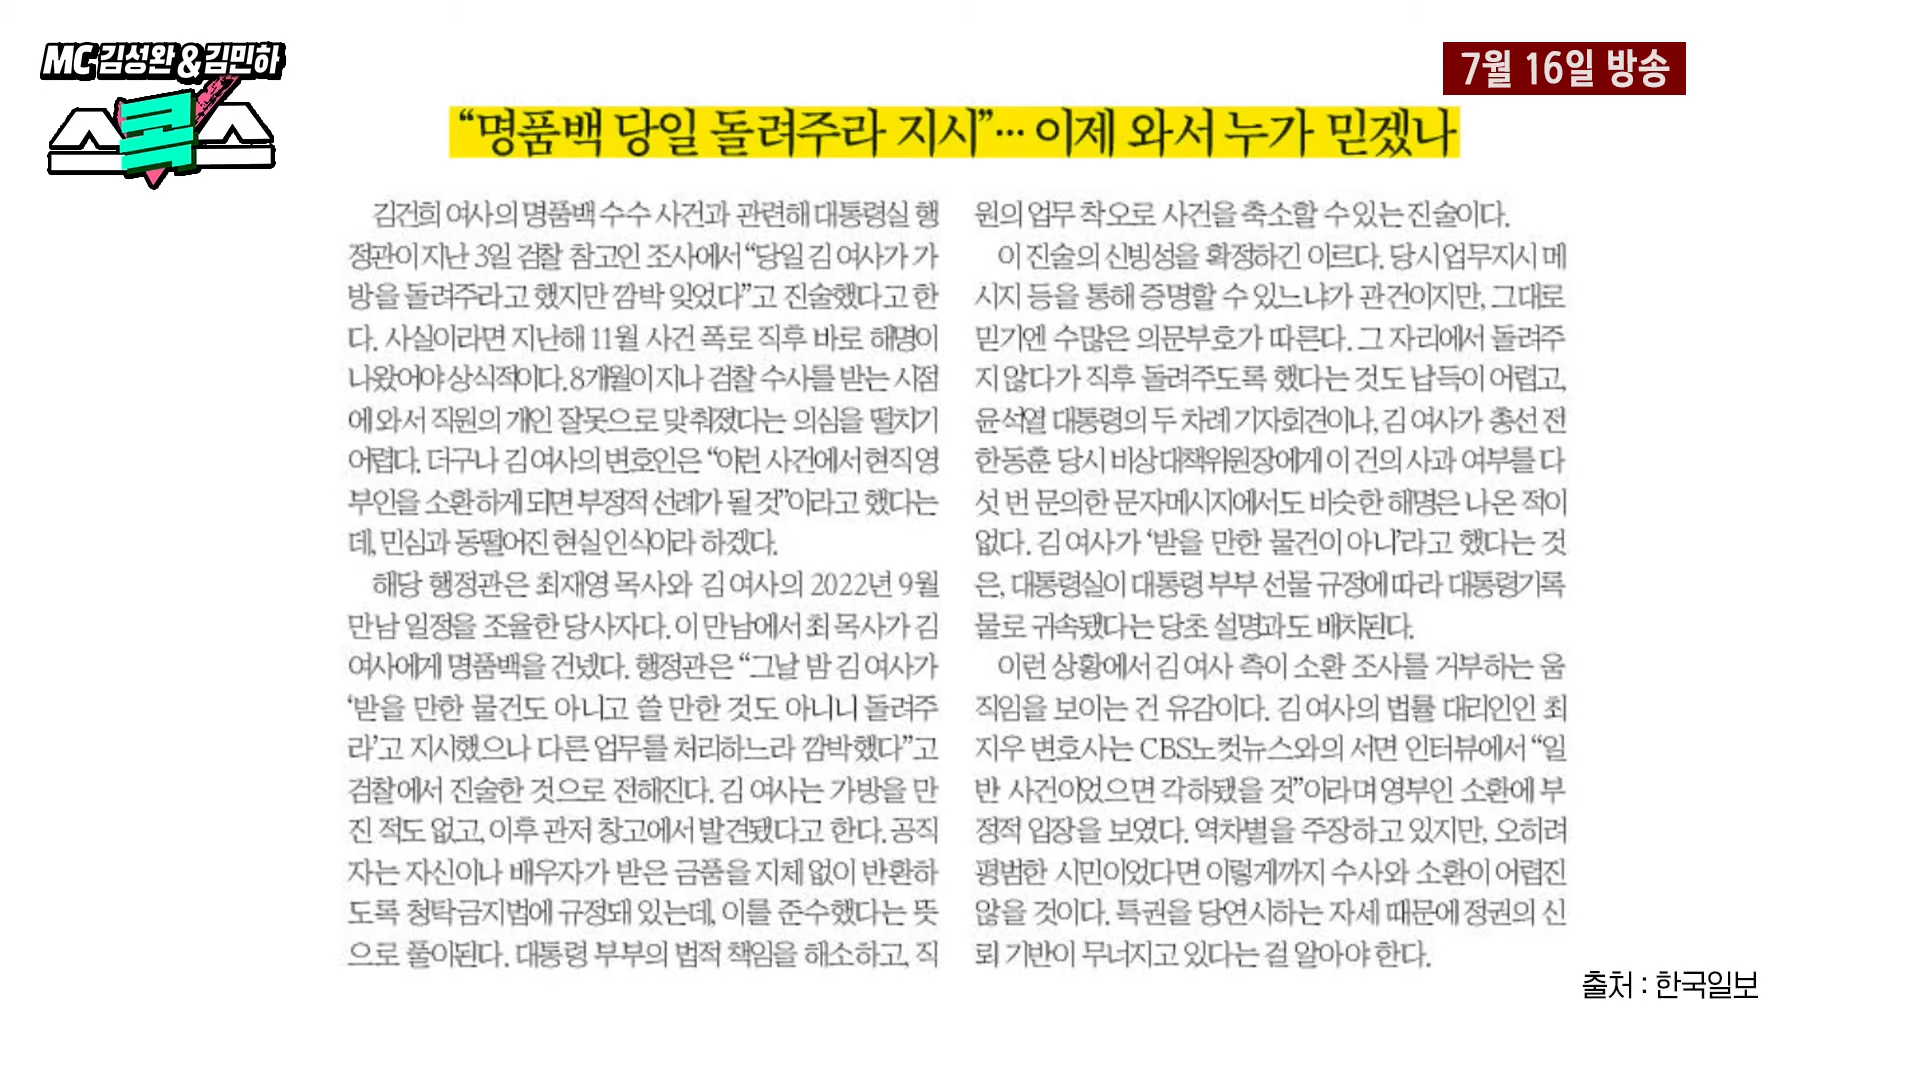 MC 김성완&김민하
스콕스
7월 16일 방송
“명품백 당일 돌려주라 지시”… 이제 와서 누가 믿겠나
김건희 여사의 명품백 수수 사건과 관련해 대통령실 행
정관이 지난 3일 검찰 참고인 조사에서 “당일 김 여사가 가
방을 돌려주라고 했지만 깜박 잊었다”고 진술했다고 한
다. 사실이라면 지난해 11월 사건 폭로 직후 바로 해명이
나왔어야 상식적이다. 8개월이 지나 검찰 수사를 받는 시점
에 와서 직원의 개인 잘못으로 맞춰졌다는 의심을 떨치기
어렵다. 더구나 김 여사의 변호인은 “이런 사건에서 현직 영
부인을 소환하게 되면 부정적 선례가 될 것”이라고 했다는
데, 민심과 동떨어진 현실 인식이라 하겠다.
해당 행정관은 최재영 목사와 김 여사의 2022년 9월
만남 일정을 조율한 당사자다. 이 만남에서 최 목사가 김
여사에게 명품백을 건넸다. 행정관은 “그날 밤 김 여사가
‘받을 만한 물건도 아니고 쓸 만한 것도 아니니 돌려주
라’고 지시했으나 다른 업무를 처리하느라 깜박했다”고
검찰에서 진술한 것으로 전해진다. 김 여사는 가방을 만
진 적도 없고, 이후 관저 창고에서 발견됐다고 한다. 공직
자는 자신이나 배우자가 받은 금품을 지체 없이 반환하
도록 청탁금지법에 규정돼 있는데, 이를 준수했다는 뜻
으로 풀이된다. 대통령 부부의 법적 책임을 해소하고, 직
원의 업무 착오로 사건을 축소할 수 있는 진술이다.
이 진술의 신빙성을 확정하긴 이르다. 당시 업무지시 메
시지 등을 통해 증명할 수 있느냐가 관건이지만, 그대로
믿기엔 수많은 의문부호가 따른다. 그 자리에서 돌려주
지 않다가 직후 돌려주도록 했다는 것도 납득이 어렵고,
윤석열 대통령의 두 차례 기자회견이나, 김 여사가 총선 전
한동훈 당시 비상대책위원장에게 이 건의 사과 여부를 다
섯 번 문의한 문자메시지에서도 비슷한 해명은 나온 적이
없다. 김 여사가 ‘받을 만한 물건이 아니’라고 했다는 것
은, 대통령실이 대통령 부부 선물 규정에 따라 대통령기록
물로 귀속됐다는 당초 설명과도 배치된다.
이런 상황에서 김 여사 측이 소환 조사를 거부하는 움
직임을 보이는 건 유감이다. 김 여사의 법률 대리인인 최
지우 변호사는 CBS노컷뉴스와의 서면 인터뷰에서 “일
반 사건이었으면 각하됐을 것”이라며 영부인 소환에 부
정적 입장을 보였다. 역차별을 주장하고 있지만, 오히려
평범한 시민이었다면 이렇게까지 수사와 소환이 어렵진
않을 것이다. 특권을 당연시하는 자세 때문에 정권의 신
뢰 기반이 무너지고 있다는 걸 알아야 한다.
출처 : 한국일보